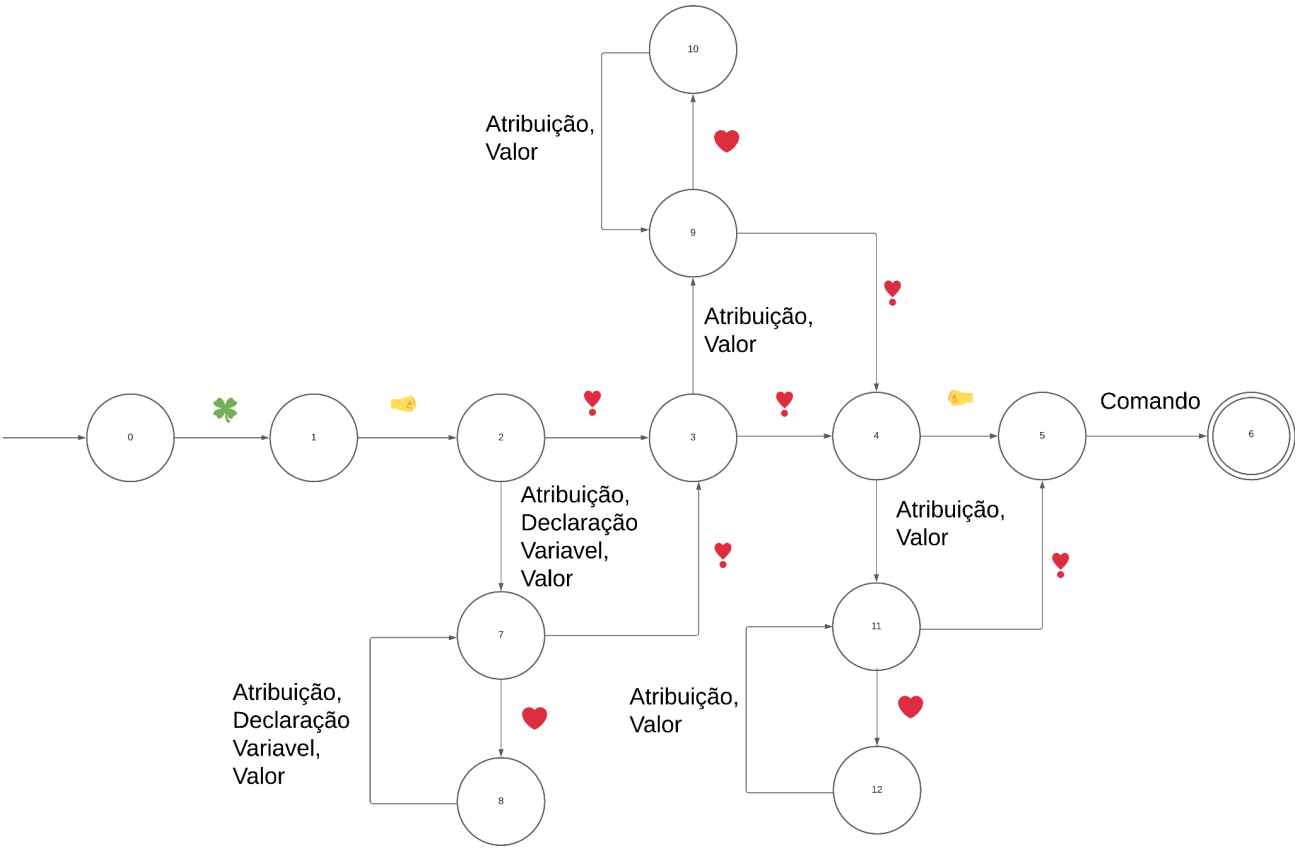 10
Atribuição,
Valor
❤️
9
❣️
Atribuição,
Valor
0
🍀
1
🤜
2
❣️
3
❣️
4
🤛
5
Comando
6
Atribuição,
Declaração
Variavel,
Valor
Atribuição,
Valor
❣️
❣️
7
11
Atribuição,
Declaração
Variavel,
Valor
❤️
Atribuição,
Valor
❤️
8
12